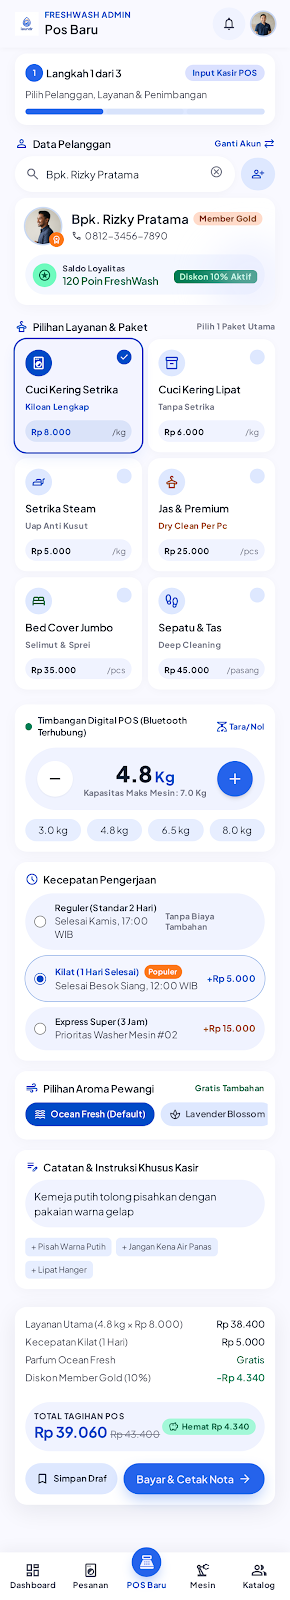 FRESHWASH ADMIN
Pos Baru
1 Langkah 1 dari 3
Input Kasir POS
Pilih Pelanggan, Layanan & Penimbangan
Data Pelanggan
Ganti Akun
Bpk. Rizky Pratama
Bpk. Rizky Pratama
Member Gold
0812-3456-7890
Saldo Loyalitas
120 Poin FreshWash
Diskon 10% Aktif
Pilihan Layanan & Paket
Pilih 1 Paket Utama
Cuci Kering Setrika
Kiloan Lengkap
Rp 8.000 /kg
Cuci Kering Lipat
Tanpa Setrika
Rp 6.000 /kg
Setrika Steam
Uap Anti Kusut
Rp 5.000 /kg
Jas & Premium
Dry Clean Per Pc
Rp 25.000 /pcs
Bed Cover Jumbo
Selimut & Sprei
Rp 35.000 /pcs
Sepatu & Tas
Deep Cleaning
Rp 45.000 /pasang
Timbangan Digital POS (Bluetooth
Terhubung)
Tara/Nol
− 4.8 Kg +
Kapasitas Maks Mesin: 7.0 Kg
3.0 kg 4.8 kg 6.5 kg 8.0 kg
Kecepatan Pengerjaan
Reguler (Standar 2 Hari)
Selesai Kamis, 17:00
WIB
Tanpa Biaya
Tambahan
Kilat (1 Hari Selesai) Populer
Selesai Besok Siang, 12:00 WIB
+Rp 5.000
Express Super (3 Jam)
Prioritas Washer Mesin #02
+Rp 15.000
Pilihan Aroma Pewangi
Gratis Tambahan
Ocean Fresh (Default)
Lavender Blossom
Catatan & Instruksi Khusus Kasir
Kemeja putih tolong pisahkan dengan
pakaian warna gelap
+ Pisah Warna Putih
+ Jangan Kena Air Panas
+ Lipat Hanger
Layanan Utama (4.8 kg × Rp 8.000) Rp 38.400
Kecepatan Kilat (1 Hari) Rp 5.000
Parfum Ocean Fresh Gratis
Diskon Member Gold (10%) -Rp 4.340
TOTAL TAGIHAN POS
Rp 39.060 Rp 43.400
Hemat Rp 4.340
Simpan Draf
Bayar & Cetak Nota
Dashboard
Pesanan
POS Baru
Mesin
Katalog